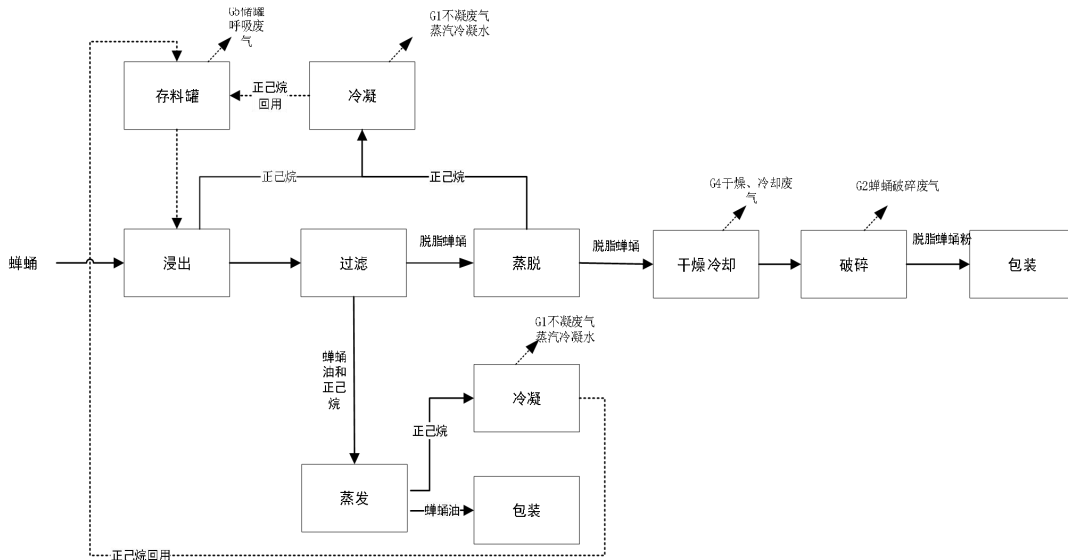 G5储罐
呼吸废
气
G1不凝废气
蒸汽冷凝水
存料罐
正己烷
回用
冷凝
正己烷
正己烷
G4干燥、冷却废
气
G2蝉蛹破碎废气
蝉蛹
浸出
过滤
脱脂蝉蛹
蒸脱
脱脂蝉蛹
干燥冷却
破碎
脱脂蝉蛹粉
包装
G1不凝废气
蒸汽冷凝水
蝉蛹
油和
正己
烷
冷凝
正己烷
蒸发
蝉蛹油
包装
正己烷回用